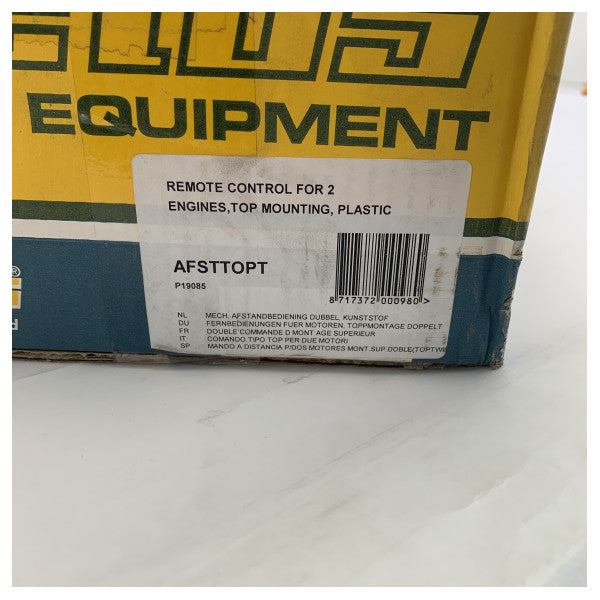 EQUIPMENT
REMOTE CONTROL FOR 2
ENGINES,TOP MOUNTING, PLASTIC
AFSTTOPT
P19085
8 717372 000980 >
NL MECH. AFSTANDBEDIENING DUBBEL, KUNSTSTOF
DU FERNBEDIENUNGEN FUER MOTOREN, TOPPMONTAGE DOPPELT
FR DOUBLE COMMANDE D MONT AGE SUPERIEUR
IT COMANDO TIPO TOP PER DUE MOTORI
SP MANDO A DISTANCIA P/DOS MOTORES MONT.SUP.DOBLE(TOPTWI
®